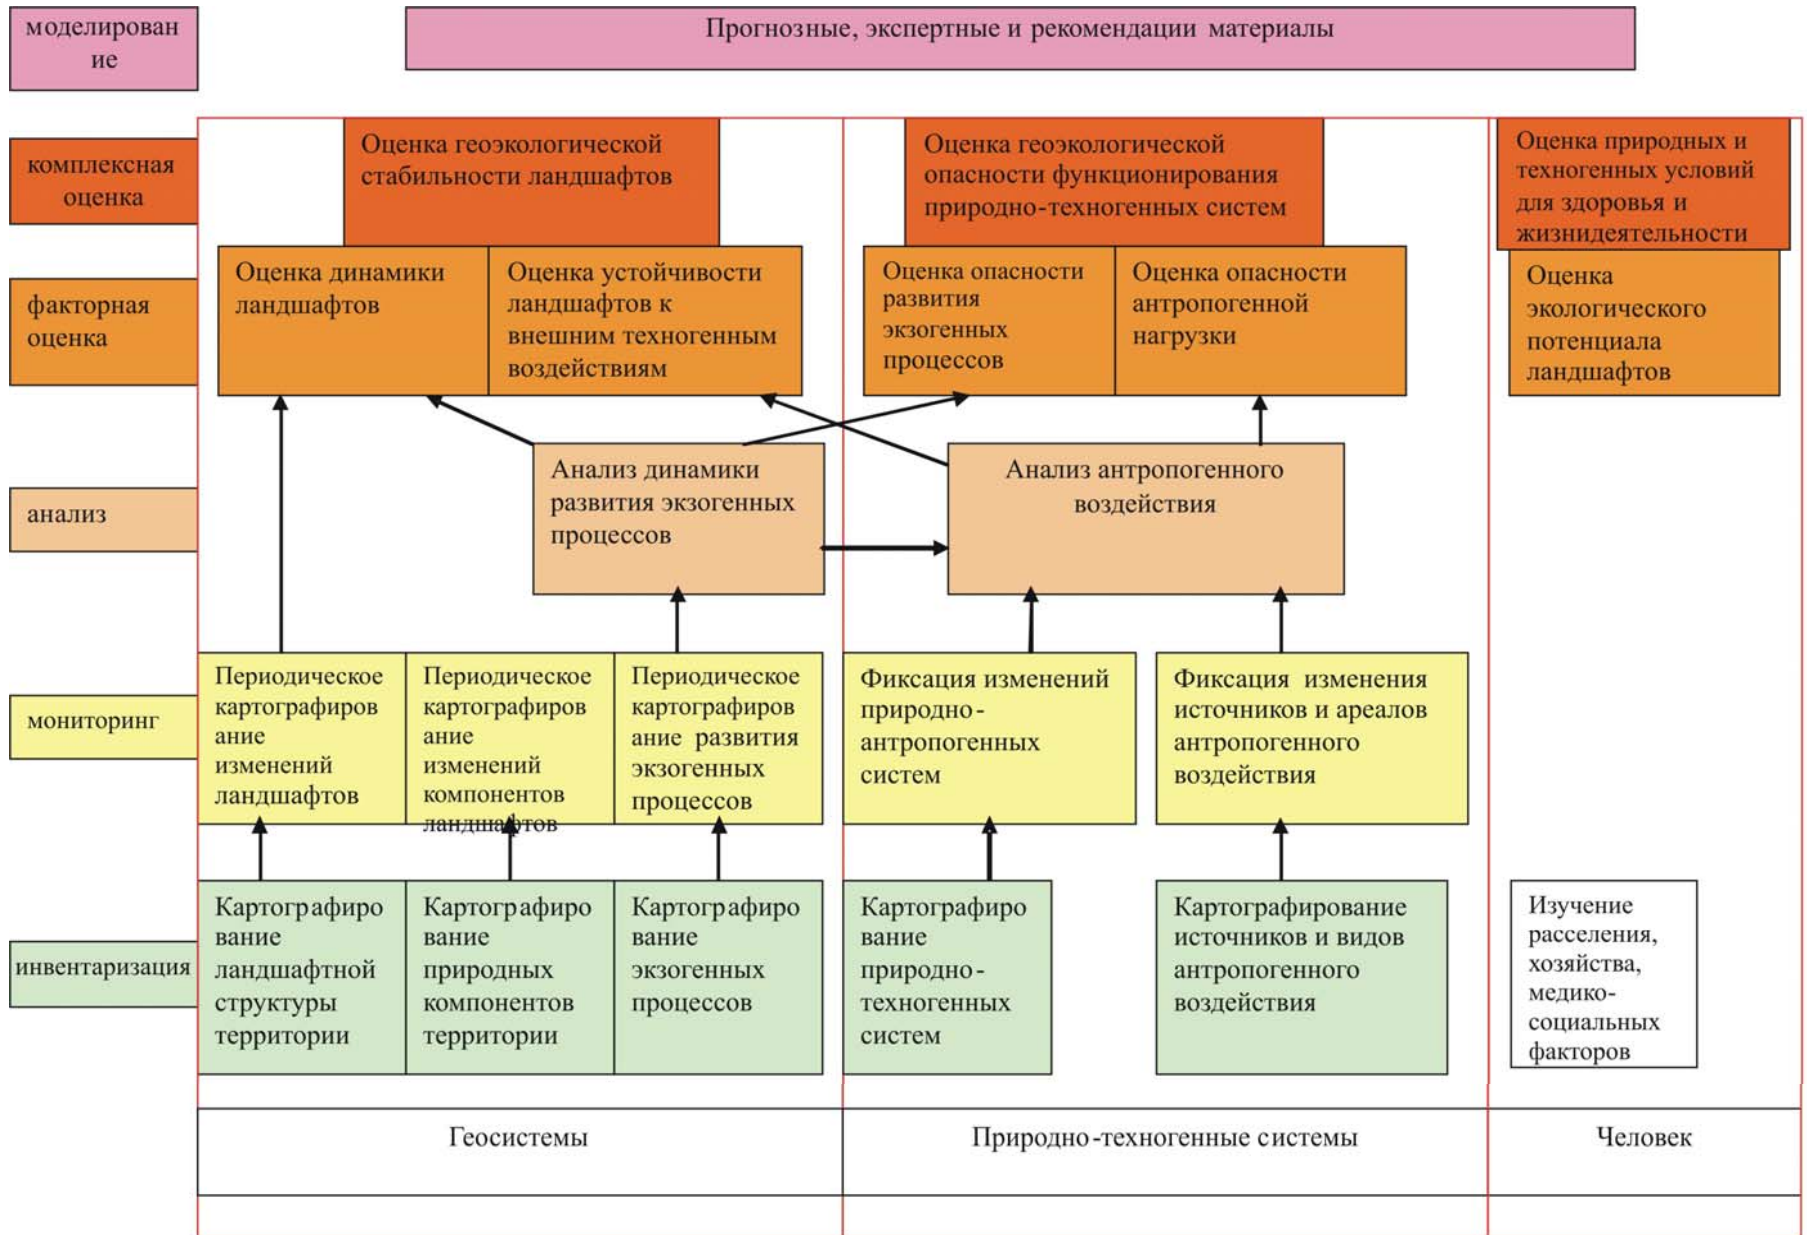 моделирован
ие
Прогнозные, экспертные и рекомендации материалы
комплексная
оценка
Оценка геоэкологической
стабильности ландшафтов
Оценка геоэкологической
опасности функционирования
природно-техногенных систем
Оценка природных и
техногенных условий
для здоровья и
жизнидеятельности
факторная
оценка
Оценка динамики
ландшафтов
Оценка устойчивости
ландшафтов к
внешним техногенным
воздействиям
Оценка опасности
развития
экзогенных
процессов
Оценка опасности
антропогенной
нагрузки
Оценка
экологического
потенциала
ландшафтов
анализ
Анализ динамики
развития экзогенных
процессов
Анализ антропогенного
воздействия
мониторинг
Периодическое
картографиров
ание
изменений
ландшафтов
Периодическое
картографиров
ание
изменений
компонентов
ландшафтов
Периодическое
картографиров
ание развития
экзогенных
процессов
Фиксация изменений
природно-
антропогенных
систем
Фиксация изменения
источников и ареалов
антропогенного
воздействия
инвентаризация
Картографиро
вание
ландшафтной
структуры
территории
Картографиро
вание
природных
компонентов
территории
Картографиро
вание
экзогенных
процессов
Картографиро
вание
природно-
техногенных
систем
Картографирование
источников и видов
антропогенного
воздействия
Изучение
расселения,
хозяйства,
медико-
социальных
факторов
Геосистемы
Природно-техногенные системы
Человек